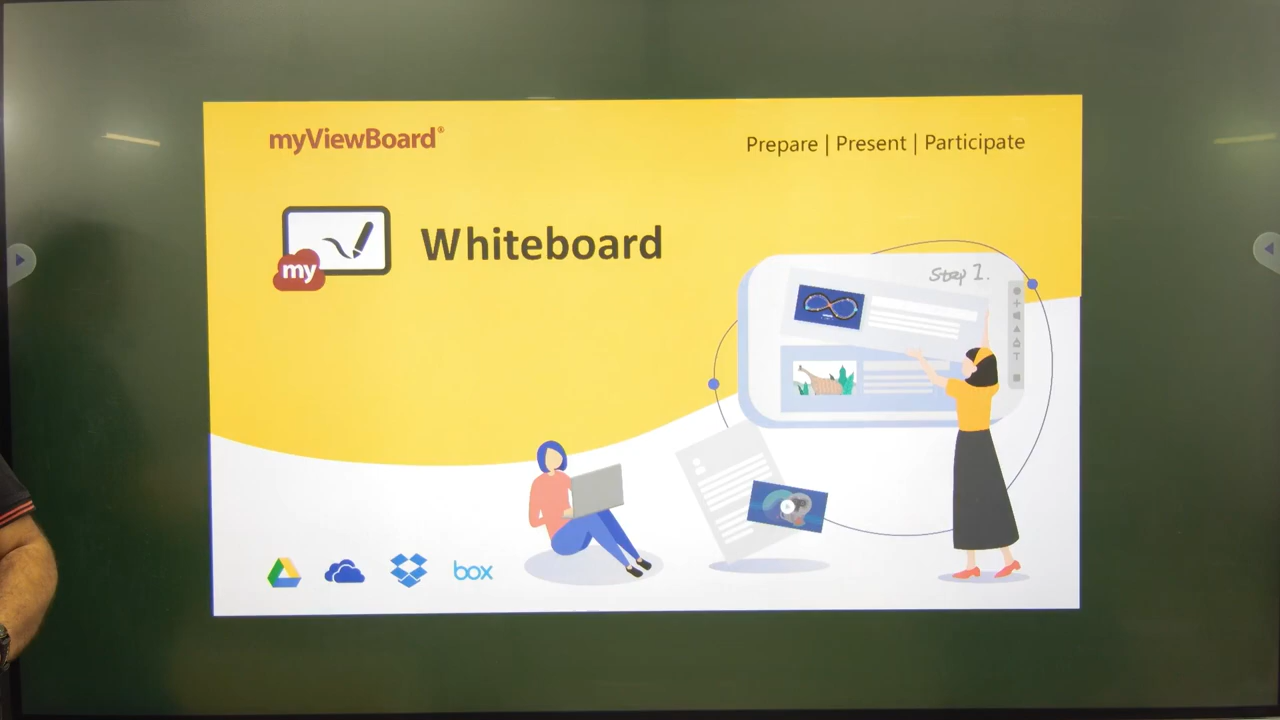 myViewBoard®
Prepare | Present | Participate
my
Whiteboard
Step 1.
T
box